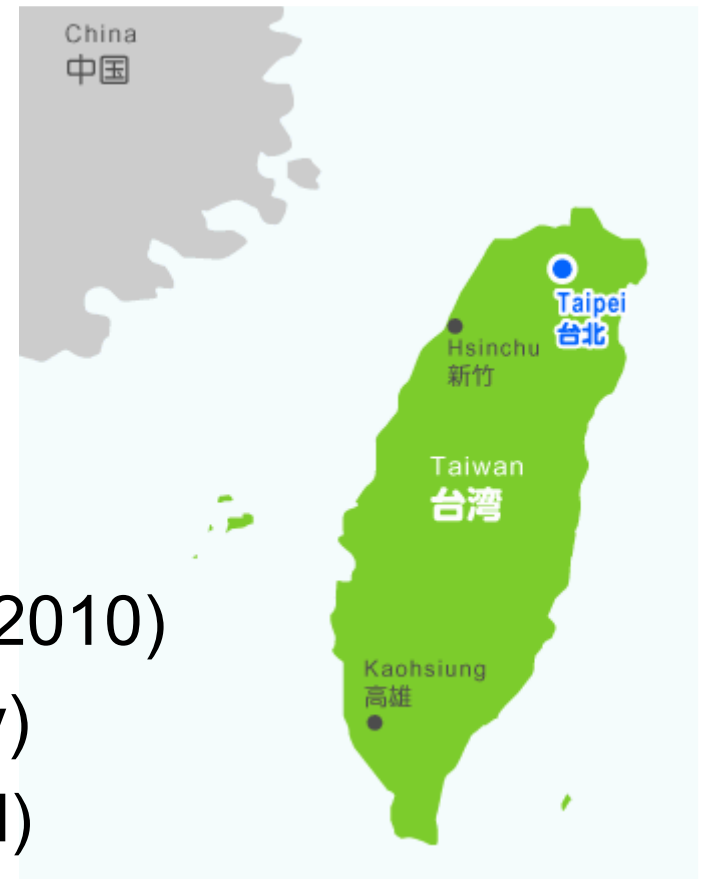 China
中国
Taipei
台北
Hsinchu
新竹
Taiwan
台湾
2010)
Kaohsiung
高雄
)
)